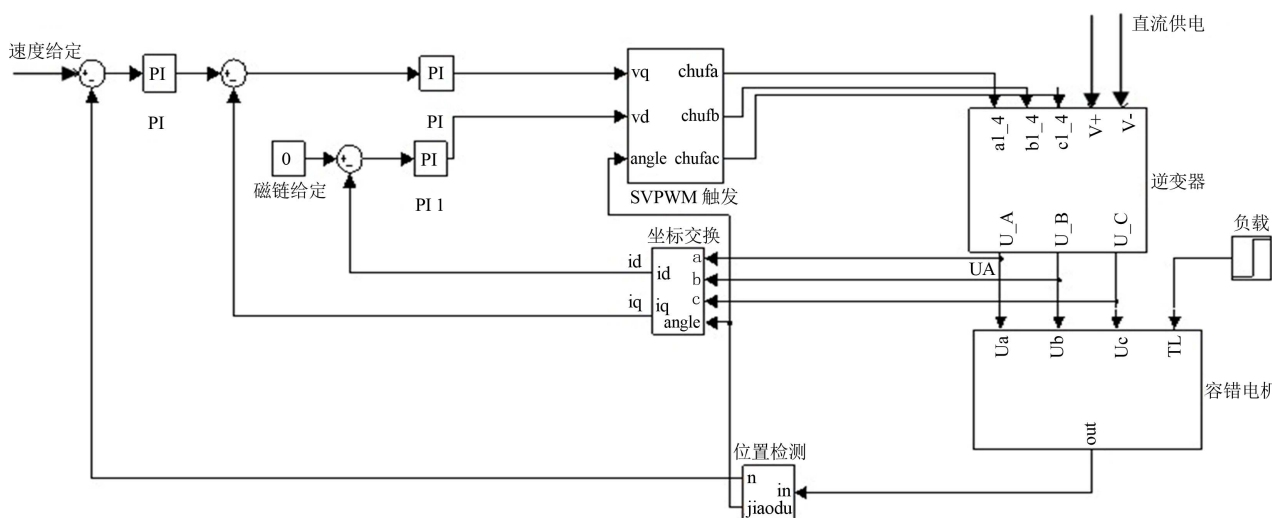 速度给定
PI
PI
PI
PI
PI
PI 1
0
磁链给定
vq
vd
angle
chufa
chufb
chufac
SVPWM 触发
直流供电
a1_4
b1_4
c1_4
V+
V-
U_A
U_B
U_C
逆变器
UA
坐标交换
id
id
iq
iq
angle
a
b
c
负载
Ua
Ub
Uc
TL
out
容错电机
位置检测
n
in
jiaodu